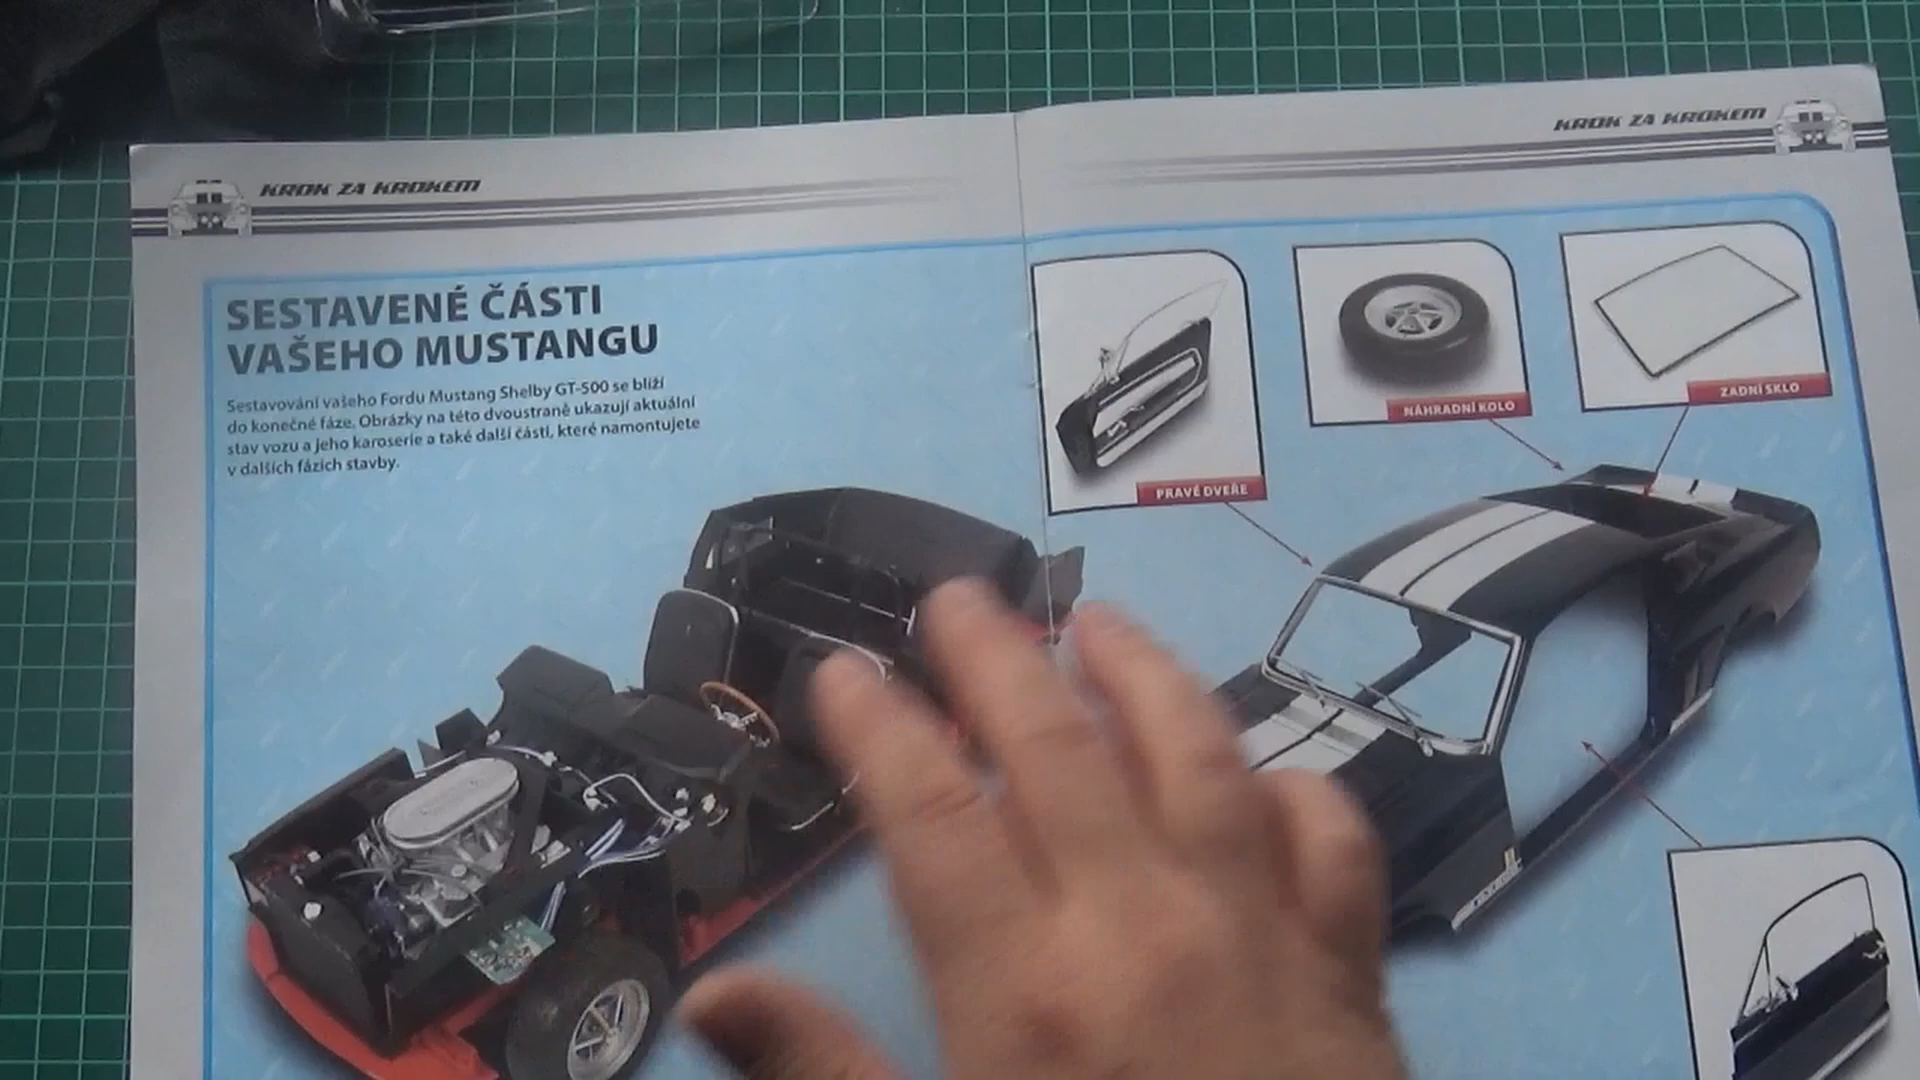 KROK ZA KROKEM
KROK ZA KROKEM
SESTAVENÉ ČÁSTI
VAŠEHO MUSTANGU
Sestavování vašeho Fordu Mustang Shelby GT-500 se blíží
do konečné fáze. Obrázky na této dvoustraně ukazují aktuální
stav vozu a jeho karoserie a také další části, které namontujete
v dalších fázích stavby.
PRAVÉ DVEŘE
NÁHRADNÍ KOLO
ZADNÍ SKLO